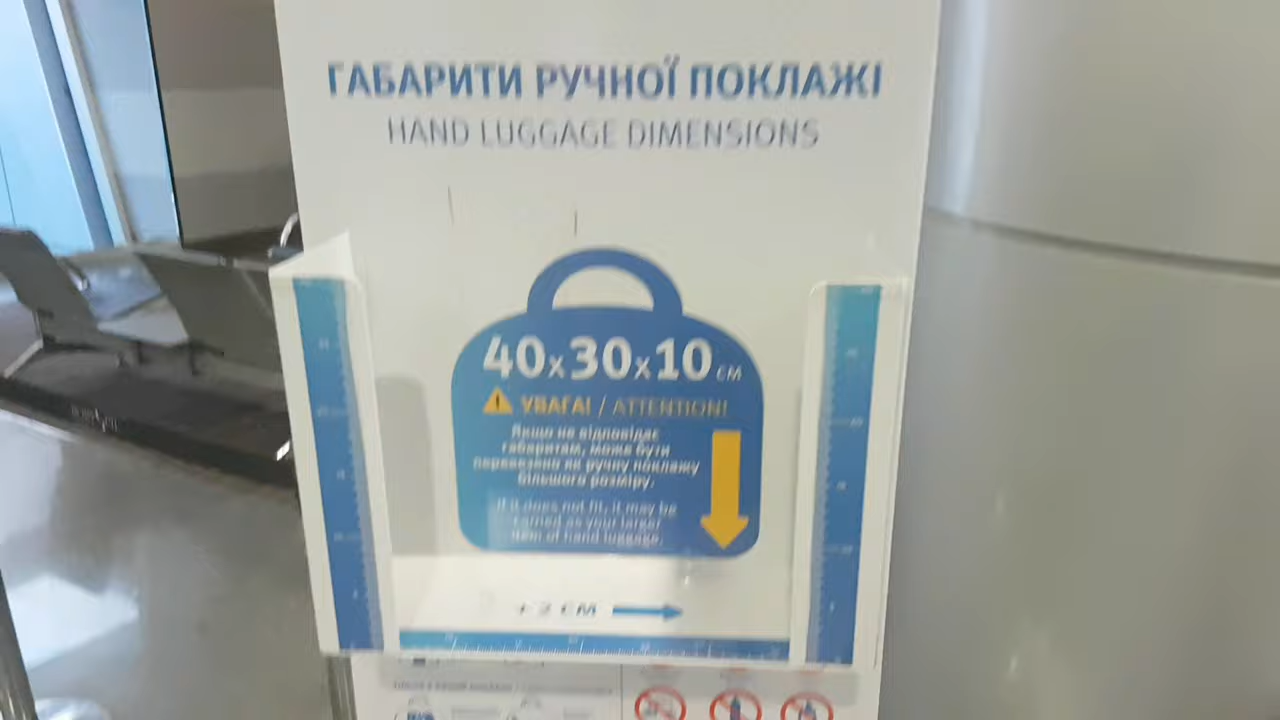 ГАБАРИТИ РУЧНОЇ ПОКЛАЖІ
HAND LUGGAGE DIMENSIONS
40x30x10 см
УВАГА! / ATTENTION!
Якщо не відповідає
габаритам, може бути
перевезено як ручну поклажу
більшого розміру.
If it does not fit, it may be
carried as your larger
item of hand luggage.